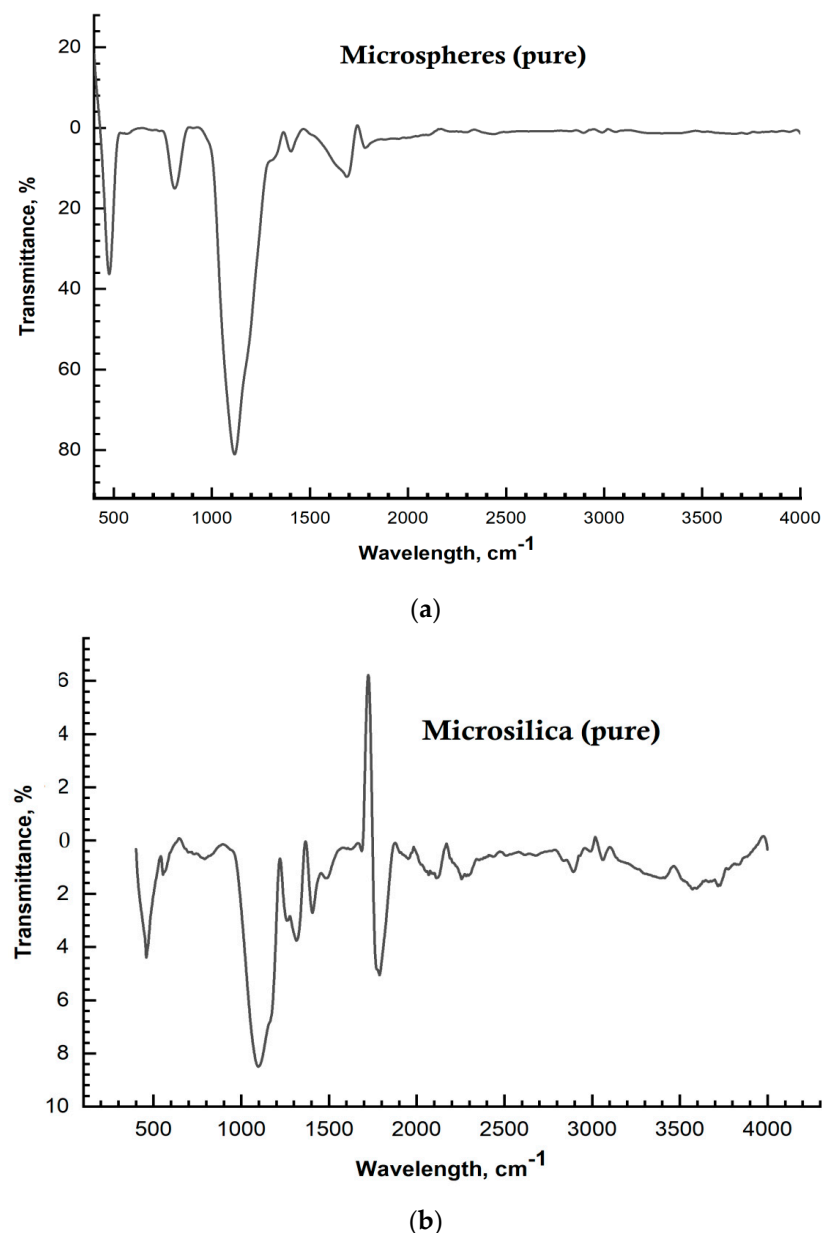 Microspheres (pure)
Transmittance, %
20
0
20
40
60
80
500 1000 1500 2000 2500 3000 3500 4000
Wavelength, cm-1
(a)
Microsilica (pure)
Transmittance, %
6
4
2
0
2
4
6
8
10
500 1000 1500 2000 2500 3000 3500 4000
Wavelength, cm-1
(b)